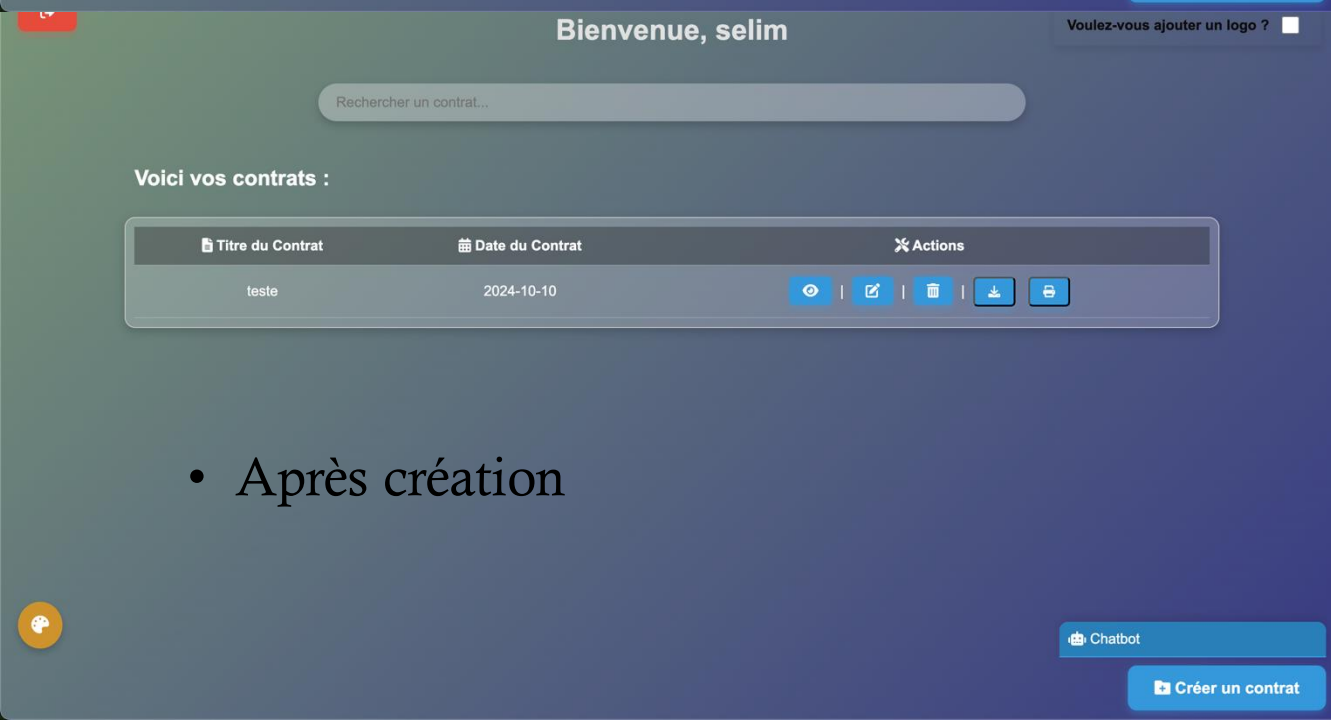 Bienvenue, selim
Voulez-vous ajouter un logo ?
Rechercher un contrat...
Voici vos contrats :
Titre du Contrat Date du Contrat Actions
teste 2024-10-10 | | |
• Après création
Chatbot
Créer un contrat